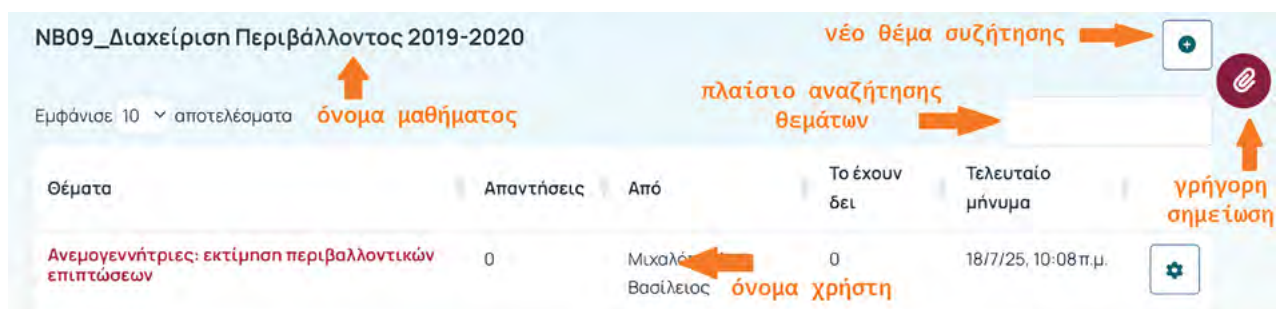 NB09_Διαχείριση Περιβάλλοντος 2019-2020
νέο θέμα συζήτησης
πλαίσιο αναζήτησης
θεμάτων
Εμφάνισε 10 αποτελέσματα
όνομα μαθήματος
γρήγορη
σημείωση
Θέματα Απαντήσεις Από Το έχουν δει Τελευταίο μήνυμα
Ανεμογεννήτριες: εκτίμηση περιβαλλοντικών
επιπτώσεων
0
Βασίλειος
0
18/7/25, 10:08 π.μ.
όνομα χρήστη